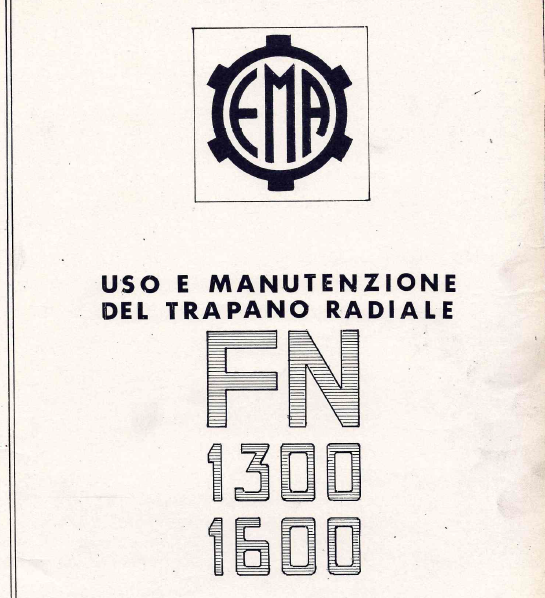 EMA
USO E MANUTENZIONE
DEL TRAPANO RADIALE
FN
1300
1600